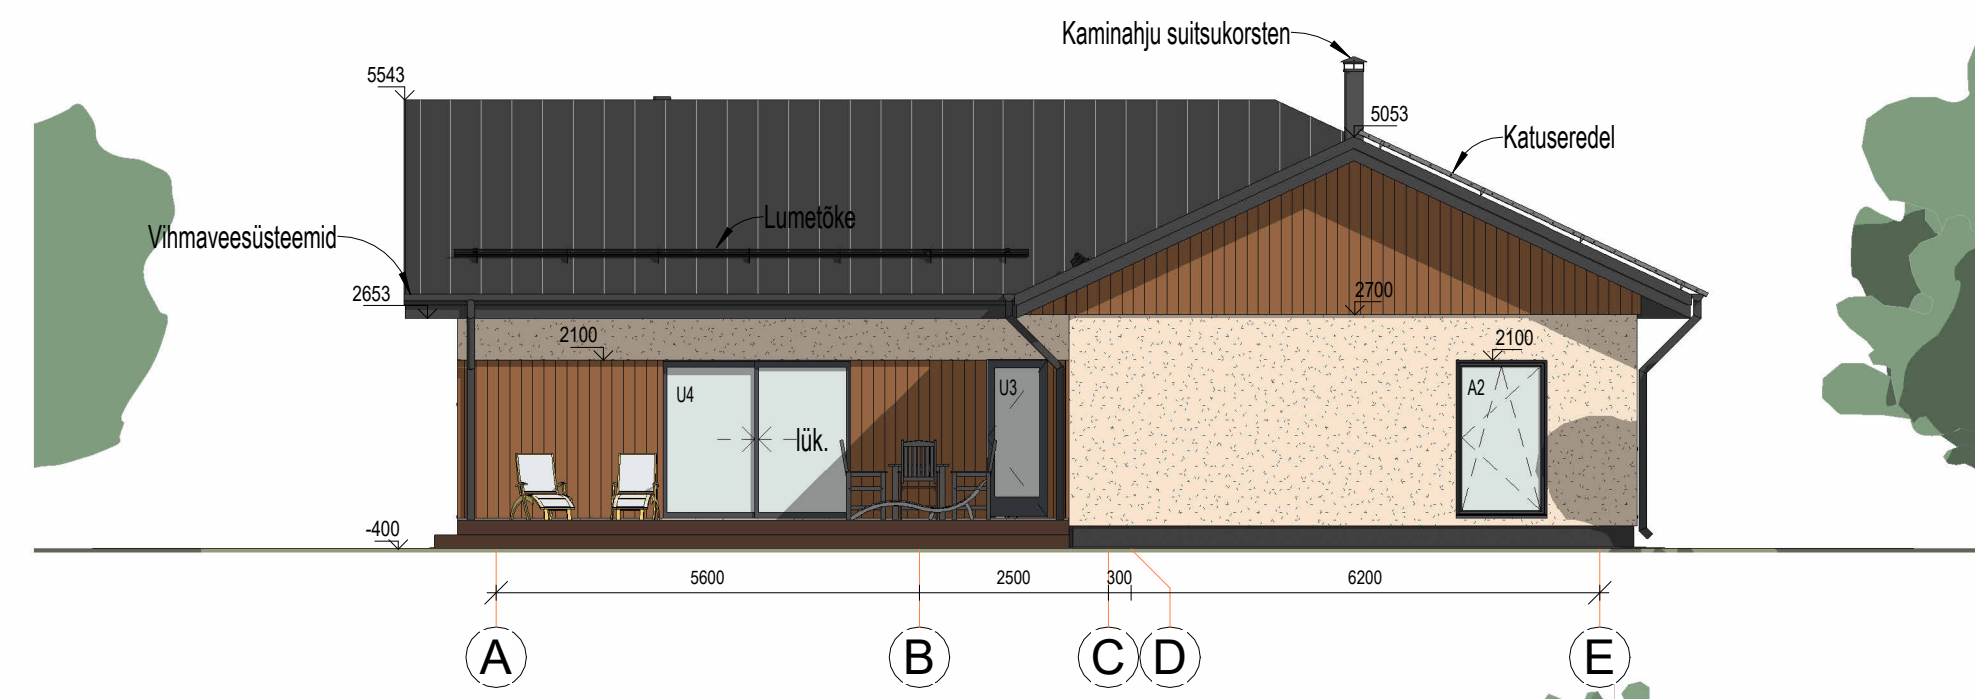 Kaminahju suitsukorsten
5543
5053
Katuseredel
Lumetõke
Vihmaveesüsteemid
2653
2700
2100
2100
U4
U3
A2
lük.
-400
5600
2500
300
6200
A
B
C
D
E